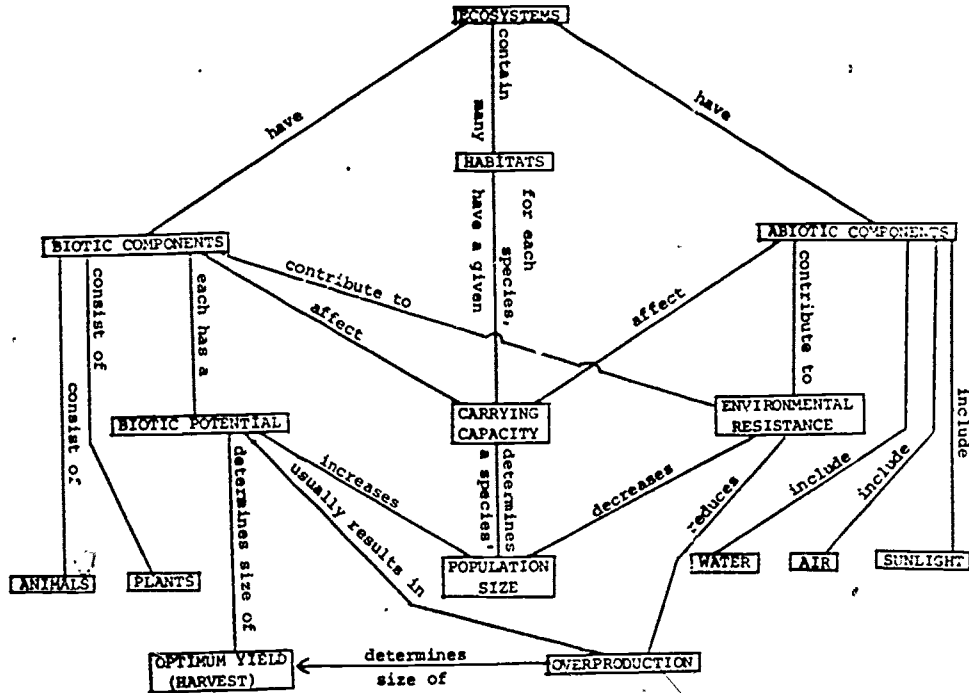 ECOSYSTEMS
have
contain many
have
HABITATS
for each species,
have a given
BIOTIC COMPONENTS
ABIOTIC COMPONENTS
consist of
consist of
each has a
contribute to
affect
affect
contribute to
include
include
include
BIOTIC POTENTIAL
CARRYING
CAPACITY
ENVIRONMENTAL
RESISTANCE
determines size of
usually results in
increases
determines
a species'
decreases
reduces
ANIMALS
PLANTS
POPULATION
SIZE
WATER
AIR
SUNLIGHT
OPTIMUM YIELD
(HARVEST)
determines
size of
OVERPRODUCTION